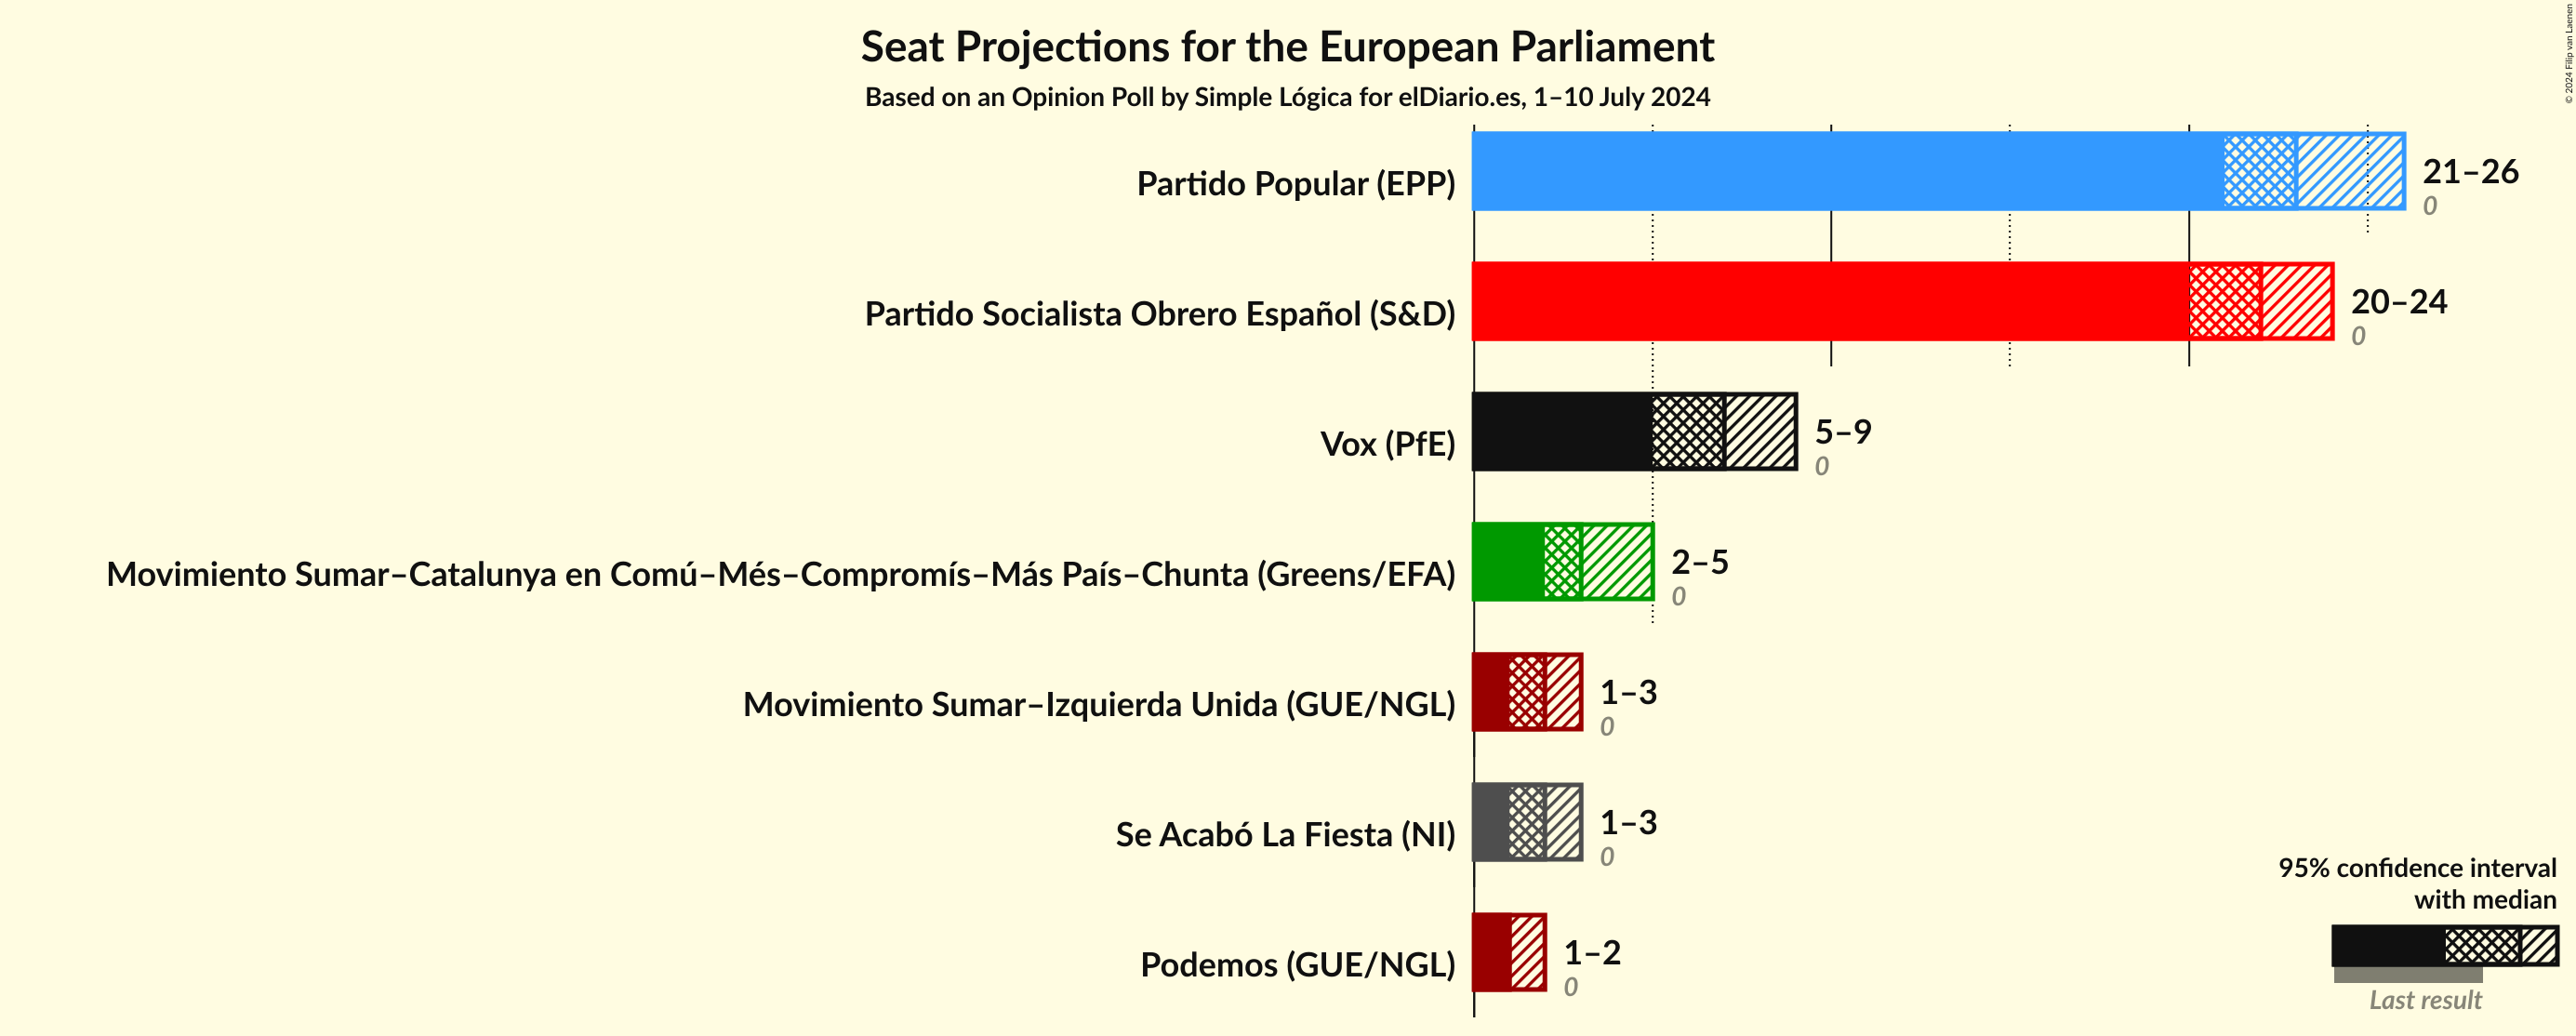 Seat Projections for the European Parliament
Based on an Opinion Poll by Simple Lógica for elDiario.es, 1–10 July 2024
© 2024 Filip van Laenen
Partido Popular (EPP)
21–26
0
Partido Socialista Obrero Español (S&D)
20–24
0
Vox (PfE)
5–9
0
Movimiento Sumar–Catalunya en Comú–Més–Compromís–Más País–Chunta (Greens/EFA)
2–5
0
Movimiento Sumar–Izquierda Unida (GUE/NGL)
1–3
0
Se Acabó La Fiesta (NI)
1–3
0
Podemos (GUE/NGL)
1–2
0
95% confidence interval
with median
Last result